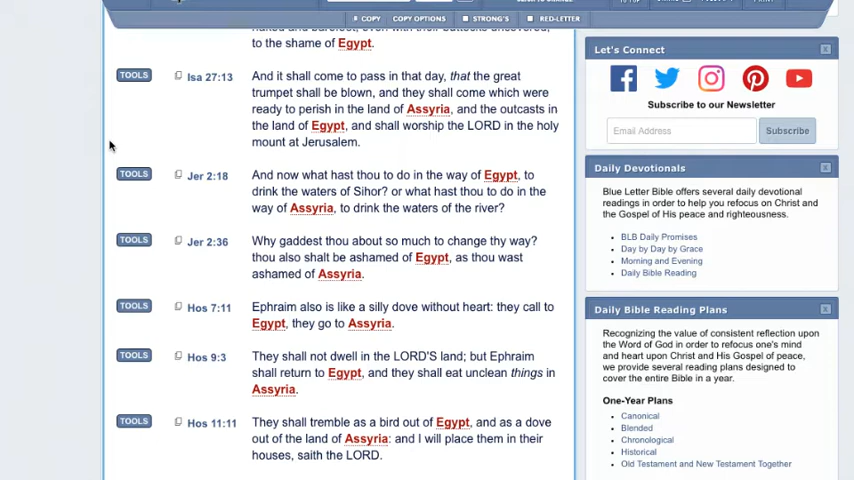 COPY COPY OPTIONS STRONG'S RED-LETTER
to the shame of Egypt.
TOOLS Isa 27:13 And it shall come to pass in that day, that the great
trumpet shall be blown, and they shall come which were
ready to perish in the land of Assyria, and the outcasts in
the land of Egypt, and shall worship the LORD in the holy
mount at Jerusalem.
TOOLS Jer 2:18 And now what hast thou to do in the way of Egypt, to
drink the waters of Sihor? or what hast thou to do in the
way of Assyria, to drink the waters of the river?
TOOLS Jer 2:36 Why gaddest thou about so much to change thy way?
thou also shalt be ashamed of Egypt, as thou wast
ashamed of Assyria.
TOOLS Hos 7:11 Ephraim also is like a silly dove without heart: they call to
Egypt, they go to Assyria.
TOOLS Hos 9:3 They shall not dwell in the LORD'S land; but Ephraim
shall return to Egypt, and they shall eat unclean things in
Assyria.
TOOLS Hos 11:11 They shall tremble as a bird out of Egypt, and as a dove
out of the land of Assyria: and I will place them in their
houses, saith the LORD.
Let's Connect
Subscribe to our Newsletter
Email Address Subscribe
Daily Devotionals
Blue Letter Bible offers several daily devotional
readings in order to help you refocus on Christ and
the Gospel of His peace and righteousness.
BLB Daily Promises
Day by Day by Grace
Morning and Evening
Daily Bible Reading
Daily Bible Reading Plans
Recognizing the value of consistent reflection upon
the Word of God in order to refocus one's mind
and heart upon Christ and His Gospel of peace,
we provide several reading plans designed to
cover the entire Bible in a year.
One-Year Plans
Canonical
Blended
Chronological
Historical
Old Testament and New Testament Together